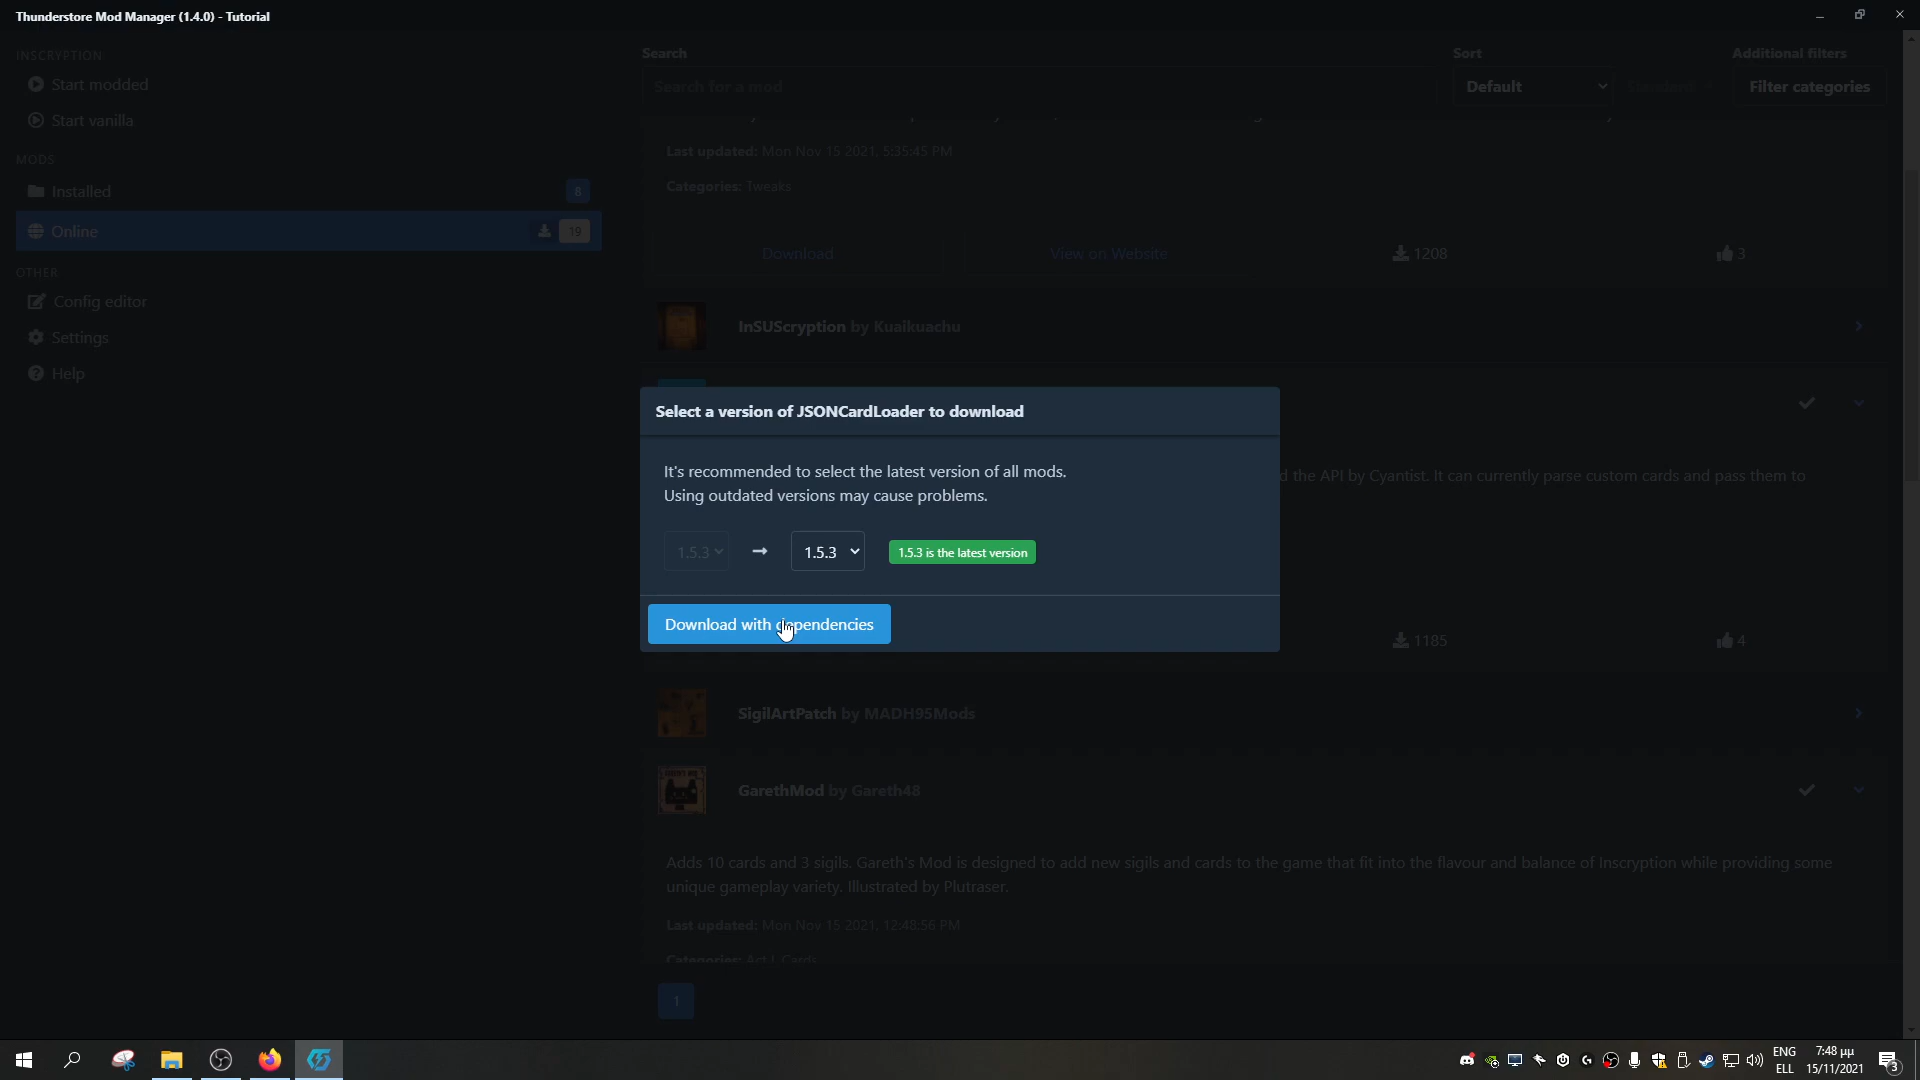 Thunderstore Mod Manager (1.4.0) - Tutorial
INSCRYPTION
Start modded
Start vanilla
MODS
Installed 8
Online 19
OTHER
Config editor
Settings
Help
Search Sort Additional filters
Search for a mod Default Standard Filter categories
Last updated: Mon Nov 15 2021, 5:35:45 PM
Categories: Tweaks
Download View on Website 1208 3
InSUScryption by Kuaikuachu
Select a version of JSONCardLoader to download
It's recommended to select the latest version of all mods.
d the API by Cyantist. It can currently parse custom cards and pass them to
Using outdated versions may cause problems.
1.5.3 1.5.3 1.5.3 is the latest version
Download with dependencies 1185 4
SigilArtPatch by MADH95Mods
GarethMod by Gareth48
Adds 10 cards and 3 sigils. Gareth's Mod is designed to add new sigils and cards to the game that fit into the flavour and balance of Inscryption while providing some
unique gameplay variety. Illustrated by Plutraser.
Last updated: Mon Nov 15 2021, 12:48:56 PM
Categories: Act I, Cards
1
ENG 7:48 μμ
ELL 15/11/2021 3